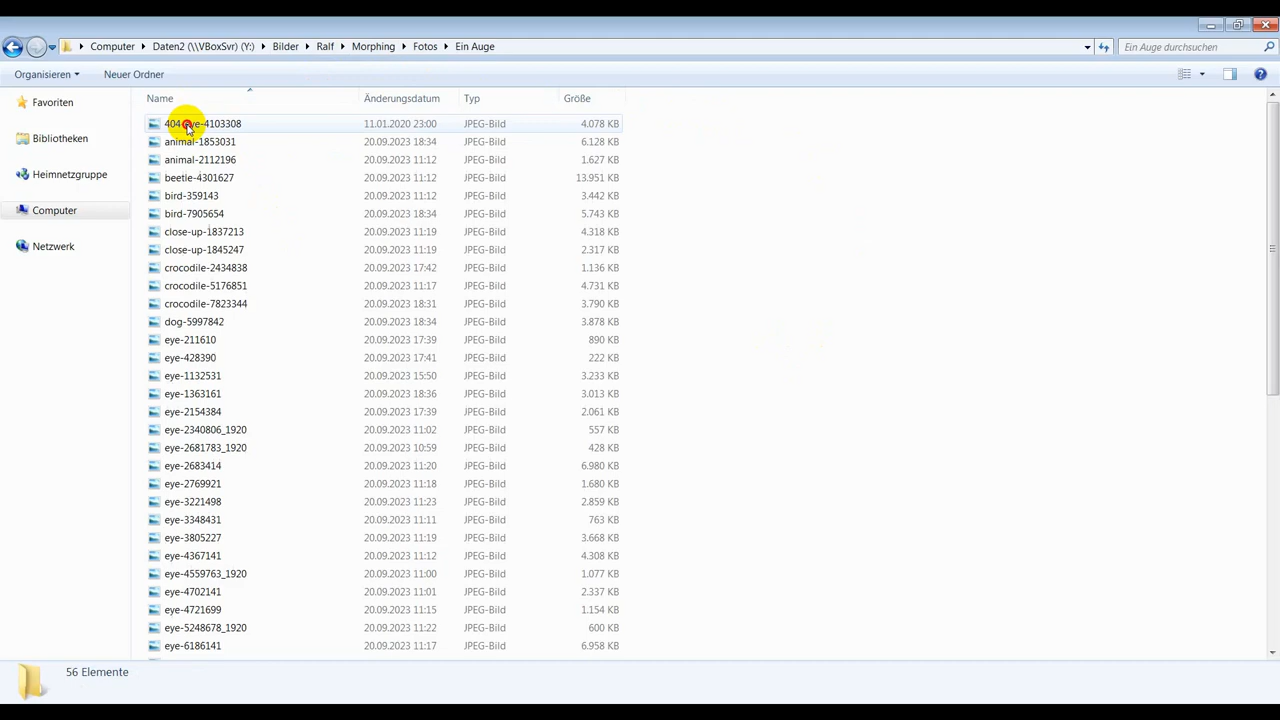 Computer Daten2 (\\VBoxSvr) (Y:) Bilder Ralf Morphing Fotos Ein Auge Ein Auge durchsuchen
Organisieren Neuer Ordner
Name Änderungsdatum Typ Größe
Favoriten
Bibliotheken
Heimnetzgruppe
Computer
Netzwerk
404 eye-4103308 11.01.2020 23:00 JPEG-Bild 4.078 KB
animal-1853031 20.09.2023 18:34 JPEG-Bild 6.128 KB
animal-2112196 20.09.2023 11:12 JPEG-Bild 1.627 KB
beetle-4301627 20.09.2023 11:12 JPEG-Bild 13.951 KB
bird-359143 20.09.2023 11:12 JPEG-Bild 3.442 KB
bird-7905654 20.09.2023 18:34 JPEG-Bild 5.743 KB
close-up-1837213 20.09.2023 11:19 JPEG-Bild 4.318 KB
close-up-1845247 20.09.2023 11:19 JPEG-Bild 2.317 KB
crocodile-2434838 20.09.2023 17:42 JPEG-Bild 1.136 KB
crocodile-5176851 20.09.2023 11:17 JPEG-Bild 4.731 KB
crocodile-7823344 20.09.2023 18:31 JPEG-Bild 3.790 KB
dog-5997842 20.09.2023 18:34 JPEG-Bild 3.878 KB
eye-211610 20.09.2023 17:39 JPEG-Bild 890 KB
eye-428390 20.09.2023 17:41 JPEG-Bild 222 KB
eye-1132531 20.09.2023 15:50 JPEG-Bild 3.233 KB
eye-1363161 20.09.2023 18:36 JPEG-Bild 3.013 KB
eye-2154384 20.09.2023 17:39 JPEG-Bild 2.061 KB
eye-2340806_1920 20.09.2023 11:02 JPEG-Bild 557 KB
eye-2681783_1920 20.09.2023 10:59 JPEG-Bild 428 KB
eye-2683414 20.09.2023 11:20 JPEG-Bild 6.980 KB
eye-2769921 20.09.2023 11:18 JPEG-Bild 1.680 KB
eye-3221498 20.09.2023 11:23 JPEG-Bild 2.859 KB
eye-3348431 20.09.2023 11:11 JPEG-Bild 763 KB
eye-3805227 20.09.2023 11:19 JPEG-Bild 3.668 KB
eye-4367141 20.09.2023 11:12 JPEG-Bild 4.308 KB
eye-4559763_1920 20.09.2023 11:00 JPEG-Bild 1.077 KB
eye-4702141 20.09.2023 11:01 JPEG-Bild 2.337 KB
eye-4721699 20.09.2023 11:15 JPEG-Bild 1.154 KB
eye-5248678_1920 20.09.2023 11:22 JPEG-Bild 600 KB
eye-6186141 20.09.2023 11:17 JPEG-Bild 6.958 KB
56 Elemente